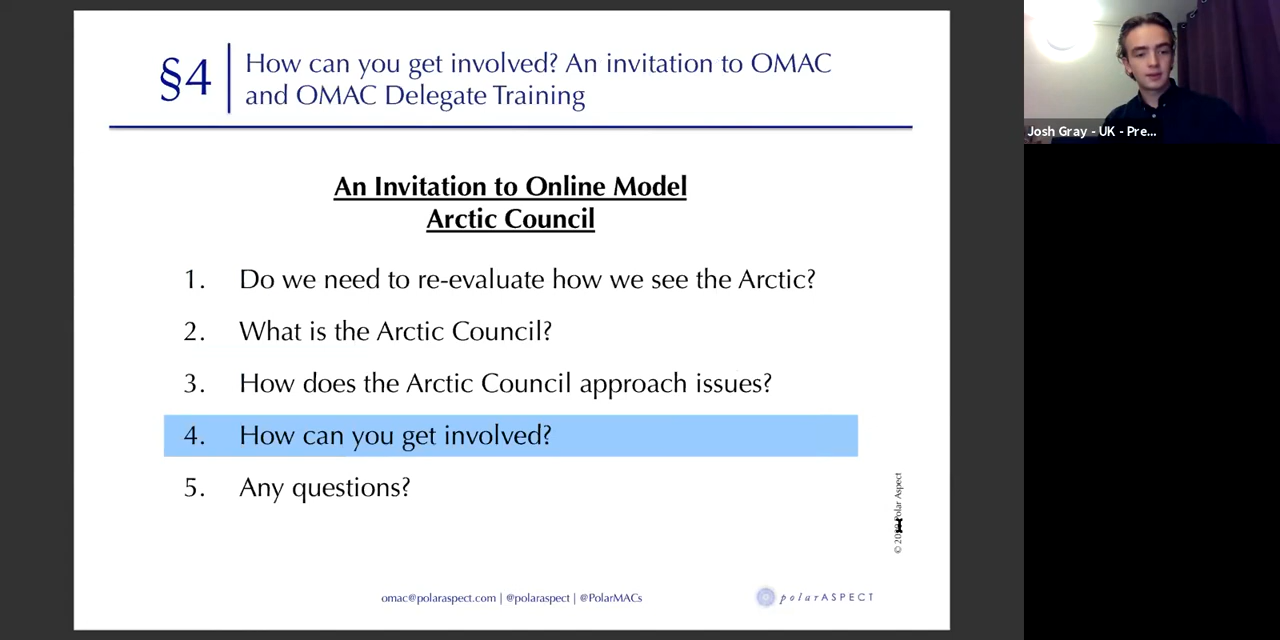 §4
How can you get involved? An invitation to OMAC
and OMAC Delegate Training
Josh Gray - UK - Pre...
An Invitation to Online Model
Arctic Council
1. Do we need to re-evaluate how we see the Arctic?
2. What is the Arctic Council?
3. How does the Arctic Council approach issues?
4. How can you get involved?
5. Any questions?
© Polar Aspect
omac@polaraspect.com | @polaraspect | @PolarMACs
polarASPECT